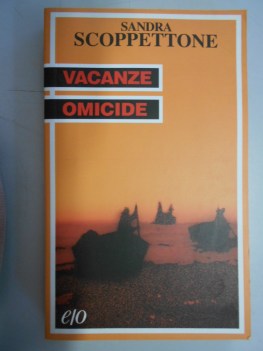 SANDRA
SCOPPETTONE
VACANZE
OMICIDE
e/o